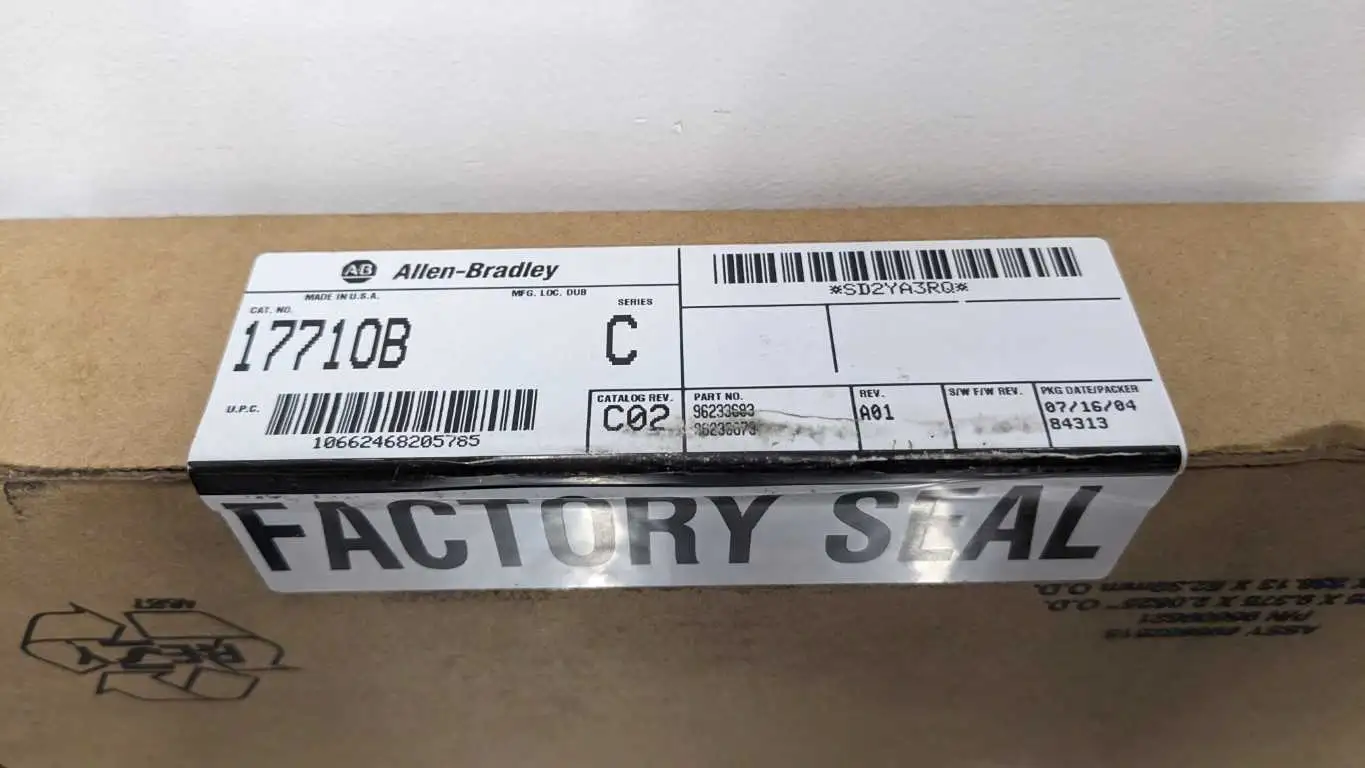 AB Allen-Bradley
MADE IN U.S.A.
MFG. LOC. DUB
CAT. NO.
1771OB
SERIES
C
U.P.C.
10662468205785
CATALOG REV.
C02
*SD2YA3RQ*
PART NO.
REV.
A01
S/W F/W REV.
PKG DATE/PACKER
07/16/04
84313
FACTORY SEAL